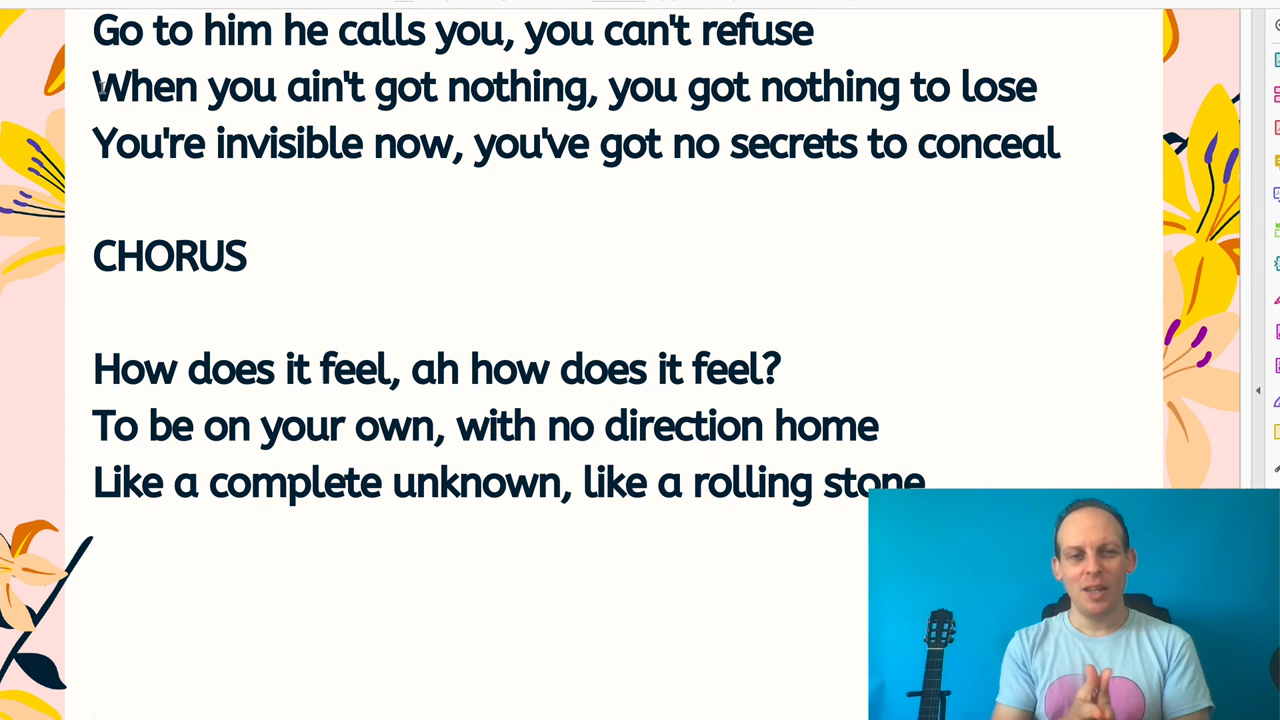 Go to him he calls you, you can't refuse
When you ain't got nothing, you got nothing to lose
You're invisible now, you've got no secrets to conceal
CHORUS
How does it feel, ah how does it feel?
To be on your own, with no direction home
Like a complete unknown, like a rolling stone